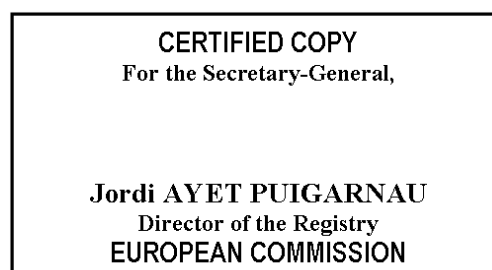 CERTIFIED COPY
For the Secretary-General,
Jordi AYET PUIGARNAU
Director of the Registry
EUROPEAN COMMISSION